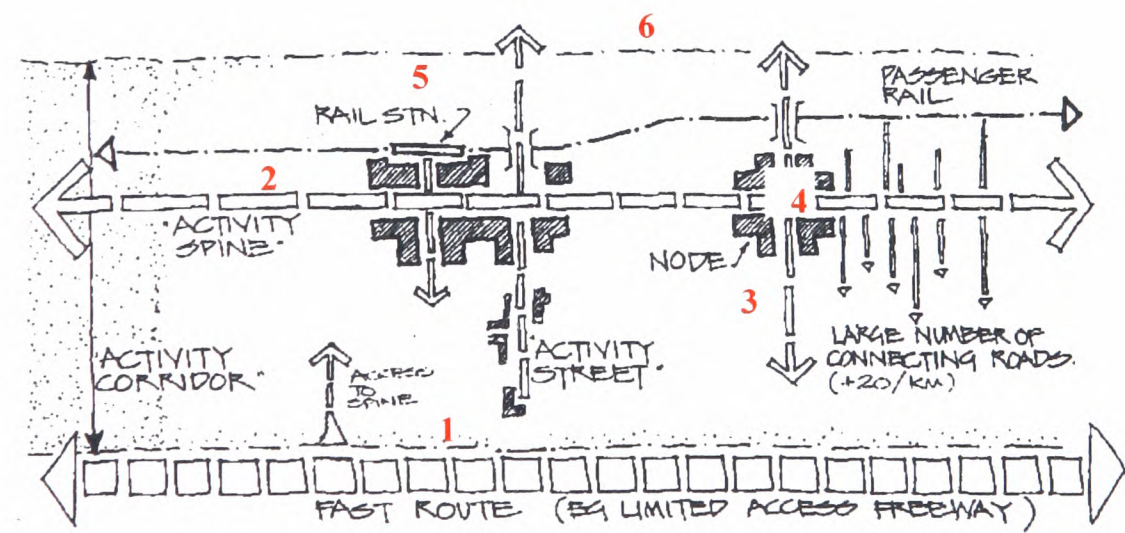 6
5
PASSENGER
RAIL
RAIL STN.
2
4
"ACTIVITY
SPINE"
NODE
3
LARGE NUMBER OF
CONNECTING ROADS.
(+20/KM)
"ACTIVITY
CORRIDOR"
ACCESS
TO
SPINE
"ACTIVITY
STREET"
1
FAST ROUTE (EG LIMITED ACCESS FREEWAY)